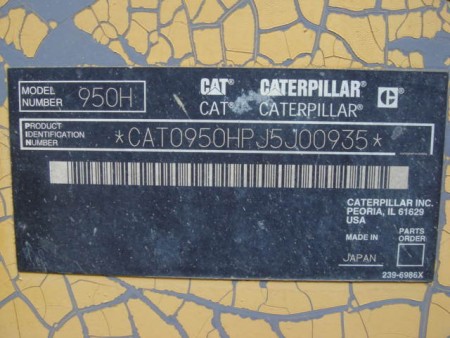 MODEL NUMBER 950H
CAT® CATERPILLAR® C
CAT® CATERPILLAR®
PRODUCT IDENTIFICATION NUMBER *CAT0950HPJ5J00935*
CATERPILLAR INC.
PEORIA, IL 61629
USA
MADE IN
PARTS ORDER
JAPAN
239-6986X